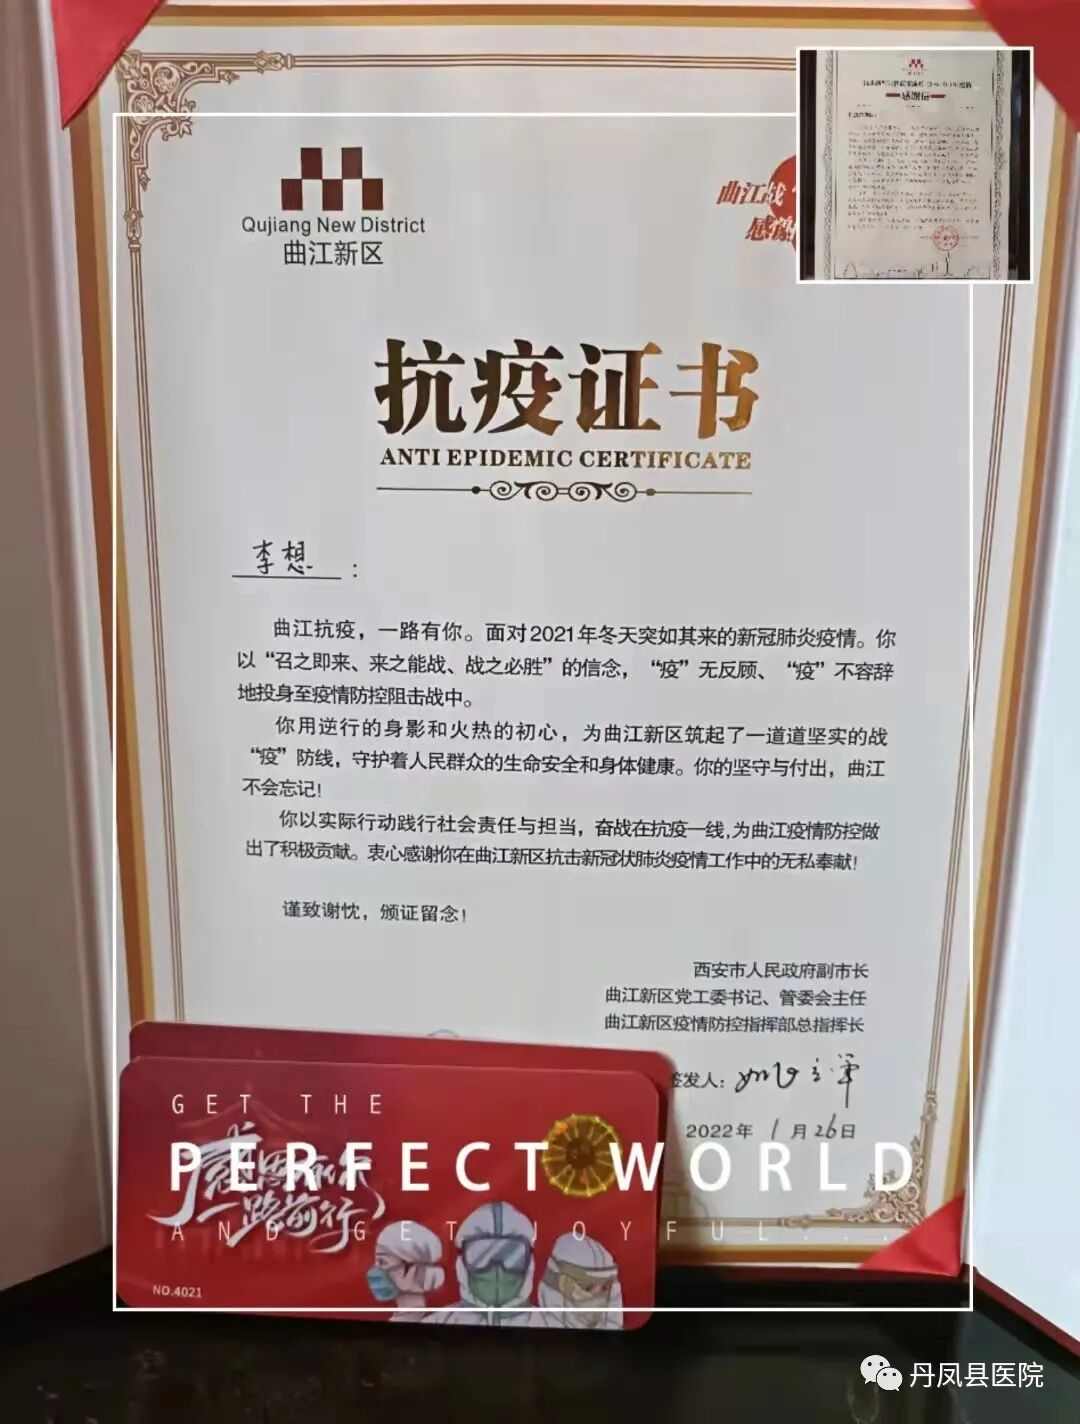 Qujiang New District
曲江新区
曲江战
感
抗疫证书
ANTI EPIDEMIC CERTIFICATE
李想：
曲江抗疫，一路有你。面对2021年冬天突如其来的新冠肺炎疫情。你
以“召之即来、来之能战、战之必胜”的信念，“疫”无反顾、“疫”不容辞
地投身至疫情防控阻击战中。
你用逆行的身影和火热的初心，为曲江新区筑起了一道道坚实的战
“疫”防线，守护着人民群众的生命安全和身体健康。你的坚守与付出，曲江
不会忘记！
你以实际行动践行社会责任与担当，奋战在抗疫一线，为曲江疫情防控做
出了积极贡献。衷心感谢你在曲江新区抗击新冠状肺炎疫情工作中的无私奉献！
谨致谢忱，颁证留念！
西安市人民政府副市长
曲江新区党工委书记、管委会主任
曲江新区疫情防控指挥部总指挥长
签发人：
2022年1月26日
GET THE
PERFECT WORLD
AND GET JOYFUL...
一路前行
NO.4021
丹凤县医院